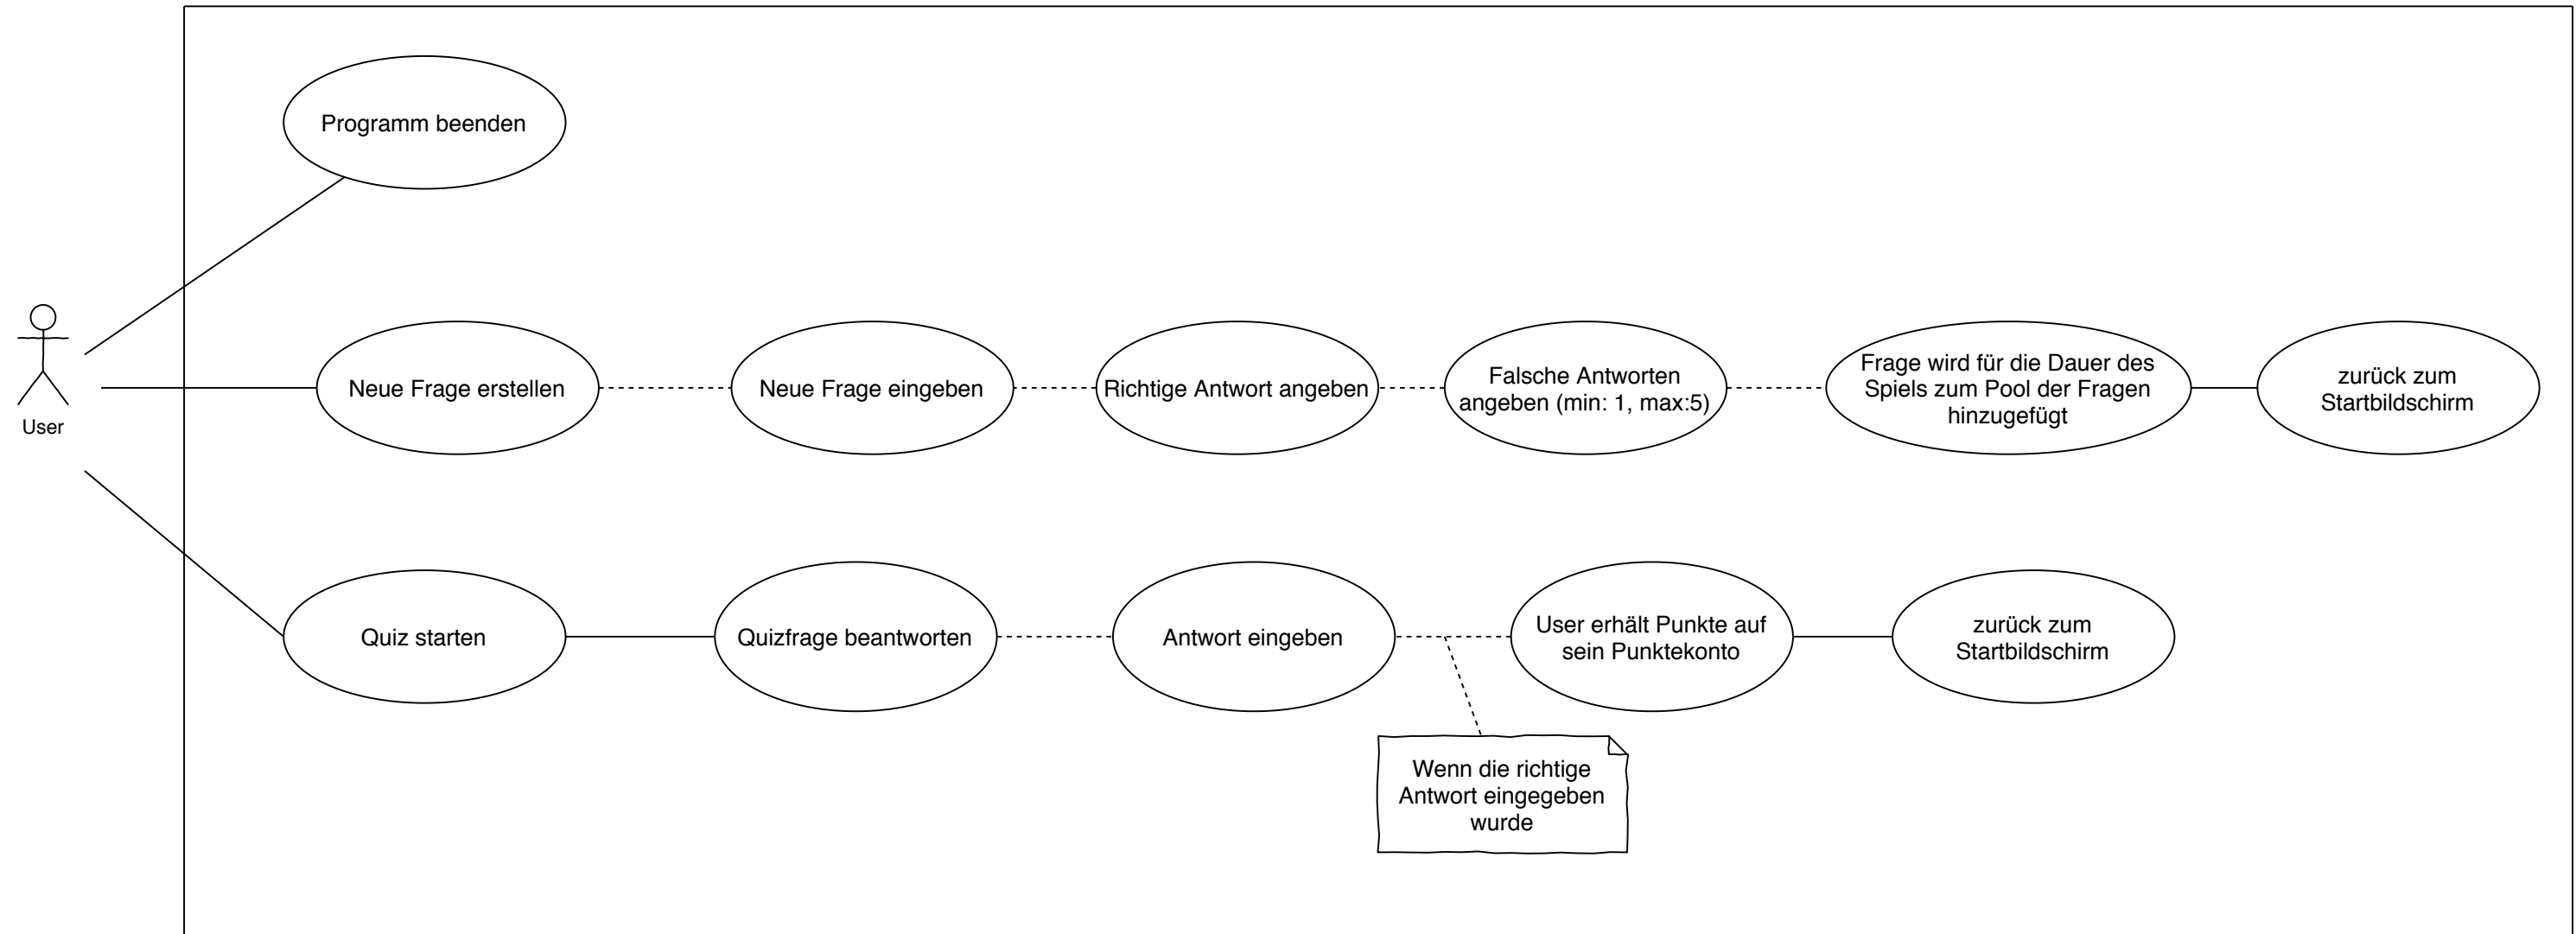 Programm beenden
User
Neue Frage erstellen
Neue Frage eingeben
Richtige Antwort angeben
Falsche Antworten
angeben (min: 1, max:5)
Frage wird für die Dauer des
Spiels zum Pool der Fragen
hinzugefügt
zurück zum
Startbildschirm
Quiz starten
Quizfrage beantworten
Antwort eingeben
User erhält Punkte auf
sein Punktekonto
zurück zum
Startbildschirm
Wenn die richtige
Antwort eingegeben
wurde